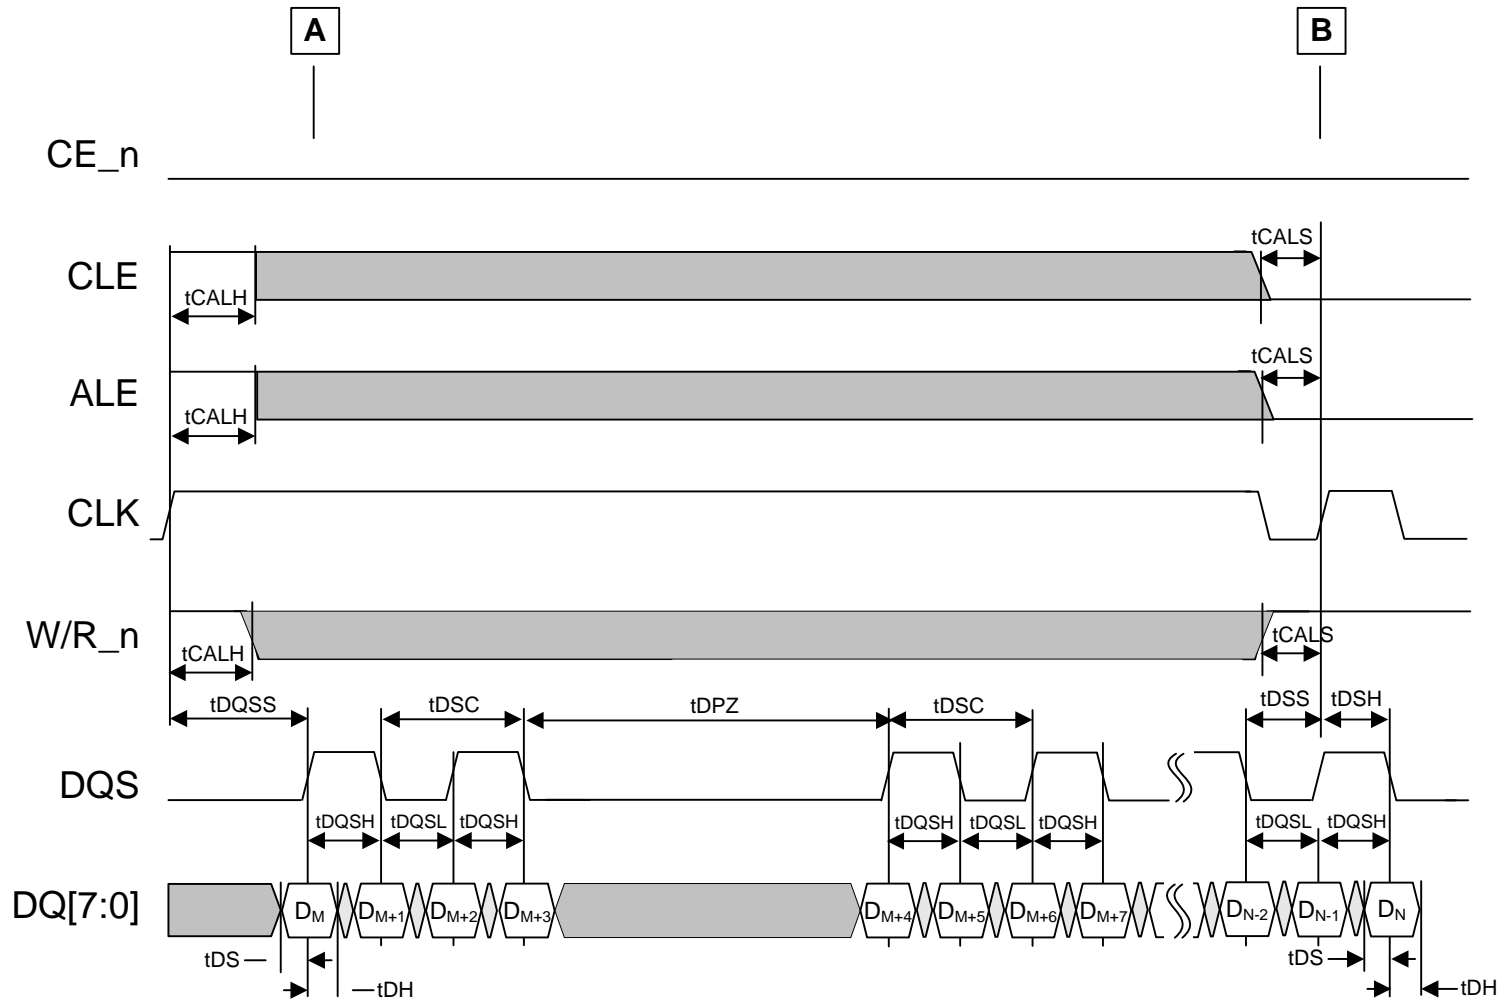 A B
CE_n
tCALS
CLE
tCALH
tCALS
ALE
tCALH
CLK
W/R_n
tCALS
tCALH
tDQSS tDSC tDPZ tDSC tDSS tDSH
DQS
tDQSH tDQSL tDQSH tDQSH tDQSL tDQSH tDQSL tDQSH
DQ[7:0] DM DM+1 DM+2 DM+3 DM+4 DM+5 DM+6 DM+7 DN-2 DN-1 DN
tDS tDS
tDH tDH